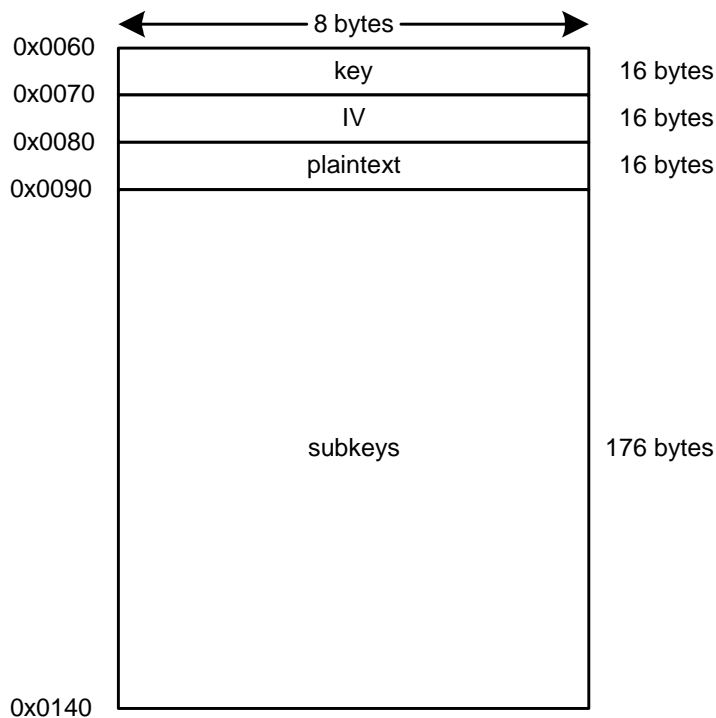 8 bytes
0x0060
key 16 bytes
0x0070
IV 16 bytes
0x0080
plaintext 16 bytes
0x0090
subkeys 176 bytes
0x0140